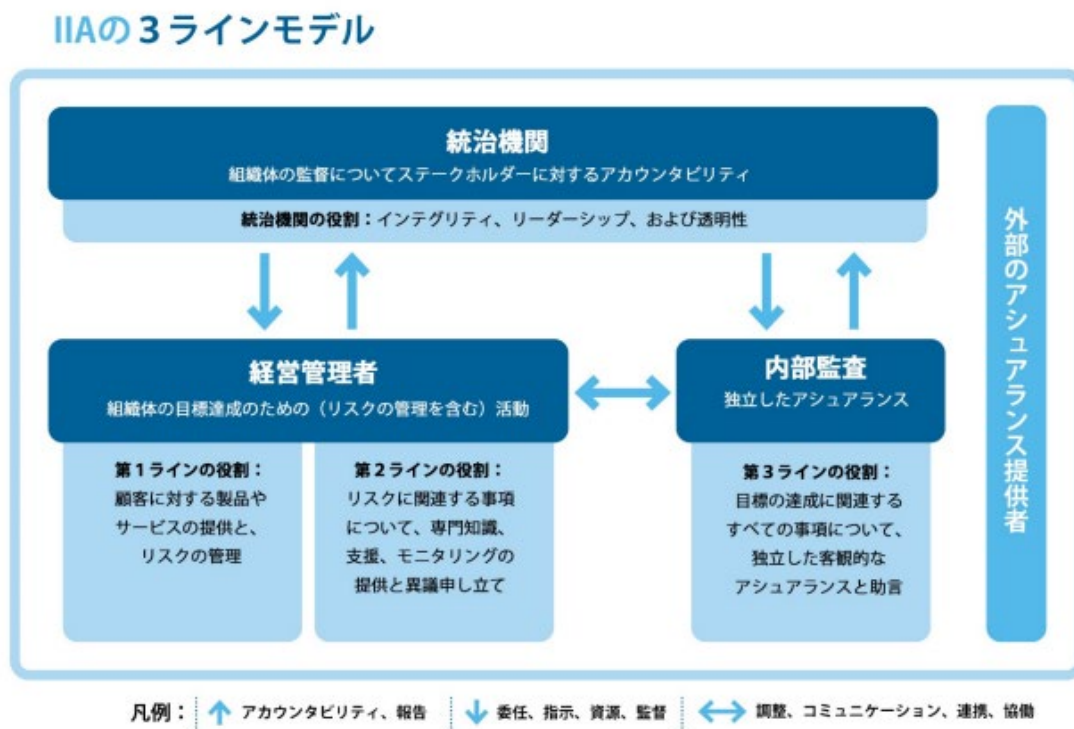 IIAの3ラインモデル
統治機関
組織体の監督についてステークホルダーに対するアカウンタビリティ
統治機関の役割：インテグリティ、リーダーシップ、および透明性
経営管理者
組織体の目標達成のための（リスクの管理を含む）活動
第1ラインの役割：
顧客に対する製品や
サービスの提供と、
リスクの管理
第2ラインの役割：
リスクに関連する事項
について、専門知識、
支援、モニタリングの
提供と異議申し立て
内部監査
独立したアシュアランス
第3ラインの役割：
目標の達成に関連する
すべての事項について、
独立した客観的な
アシュアランスと助言
外部のアシュアランス提供者
凡例： アカウンタビリティ、報告 委任、指示、資源、監督 調整、コミュニケーション、連携、協働